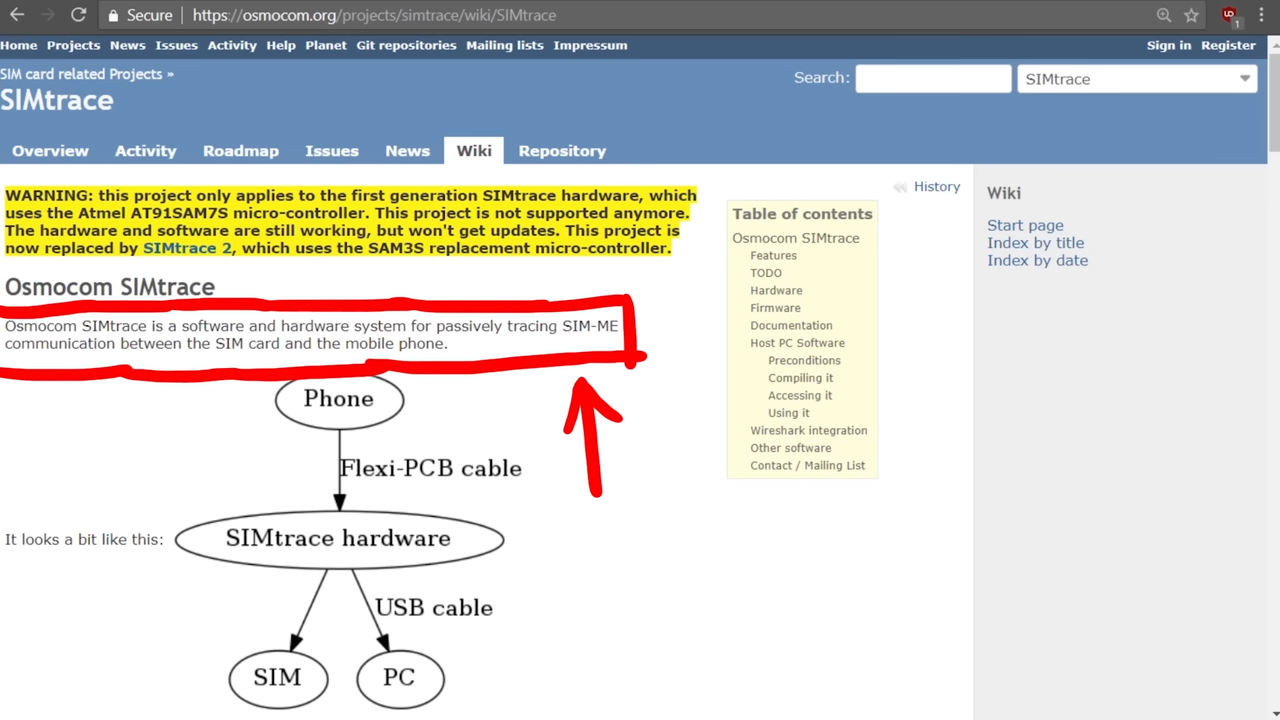 Secure https://osmocom.org/projects/simtrace/wiki/SIMtrace
1
Home Projects News Issues Activity Help Planet Git repositories Mailing lists Impressum Sign in Register
SIM card related Projects »
SIMtrace
Search: SIMtrace
Overview Activity Roadmap Issues News Wiki Repository
WARNING: this project only applies to the first generation SIMtrace hardware, which
uses the Atmel AT91SAM7S micro-controller. This project is not supported anymore.
The hardware and software are still working, but won't get updates. This project is
now replaced by SIMtrace 2, which uses the SAM3S replacement micro-controller.
Osmocom SIMtrace
Osmocom SIMtrace is a software and hardware system for passively tracing SIM-ME
communication between the SIM card and the mobile phone.
Phone
Flexi-PCB cable
It looks a bit like this: SIMtrace hardware
USB cable
SIM PC
History
Table of contents
Osmocom SIMtrace
Features
TODO
Hardware
Firmware
Documentation
Host PC Software
Preconditions
Compiling it
Accessing it
Using it
Wireshark integration
Other software
Contact / Mailing List
Wiki
Start page
Index by title
Index by date